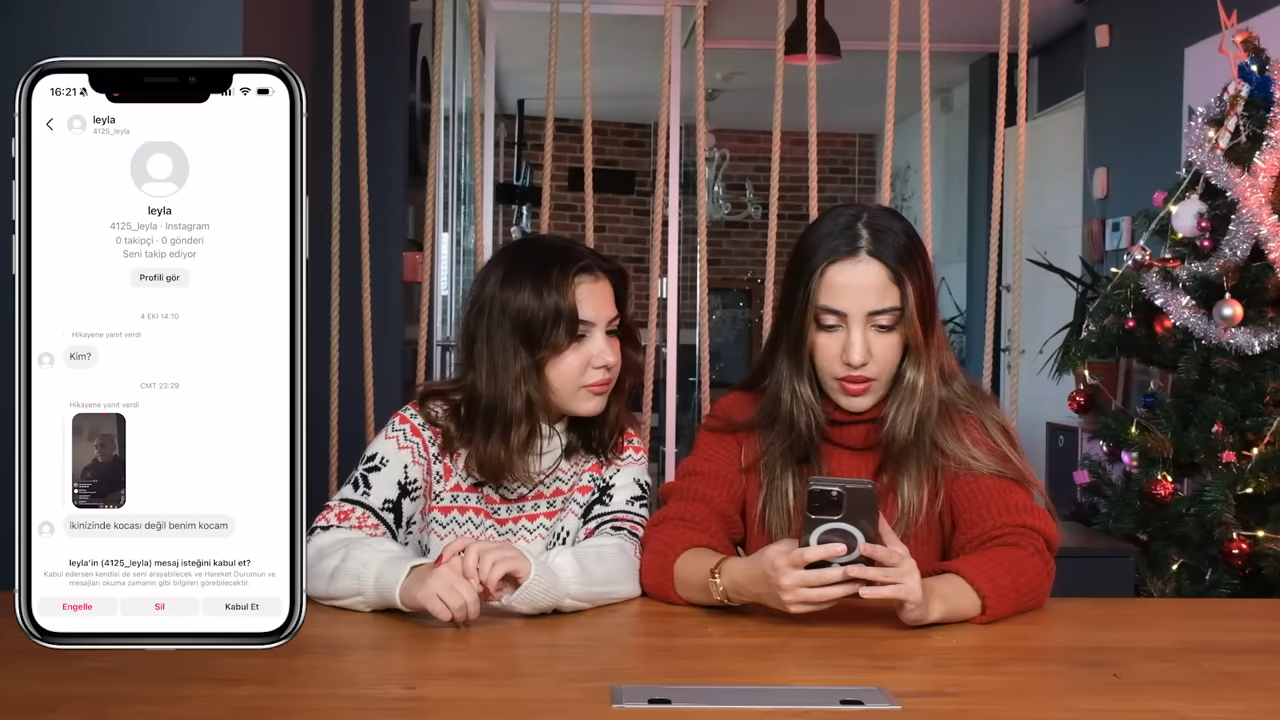 16:21
leyla
4125_leyla
leyla
4125_leyla · Instagram
0 takipçi · 0 gönderi
Seni takip ediyor
Profili gör
4 EKI 14:10
Hikayene yanıt verdi
Kim?
CMT 23:29
Hikayene yanıt verdi
ikinizinde kocası değil benim kocam
leyla'in (4125_leyla) mesaj isteğini kabul et?
Kabul edersen kendisi de seni arayabilecek ve Hareket Durumun ve
mesajları okuma zamanın gibi bilgileri görebilecektir.
Engelle
Sil
Kabul Et